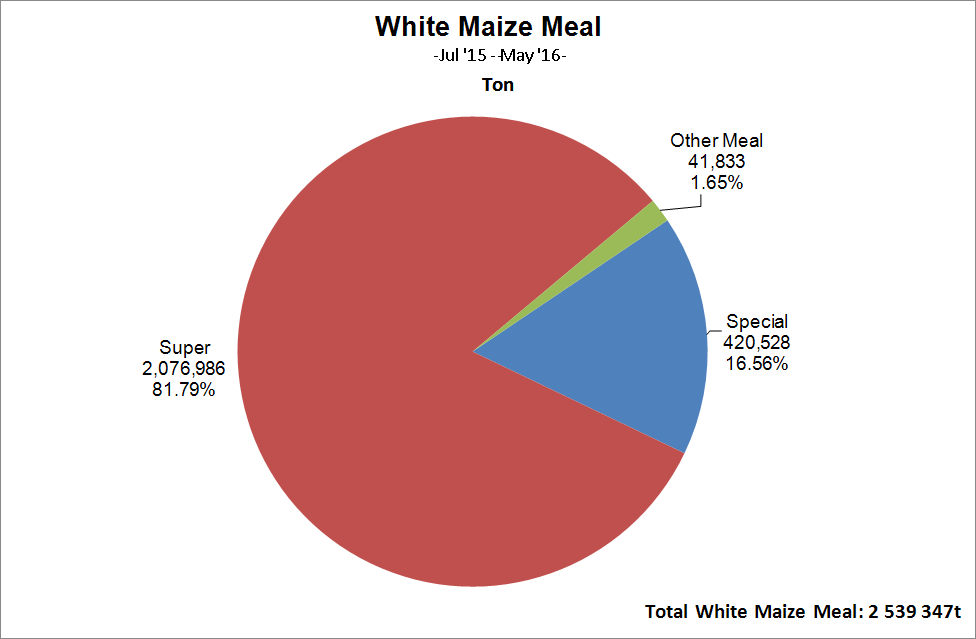 White Maize Meal
-Jul '15 --May '16-
Ton
Other Meal
41,833
1.65%
Special
420,528
16.56%
Super
2,076,986
81.79%
Total White Maize Meal: 2 539 347t